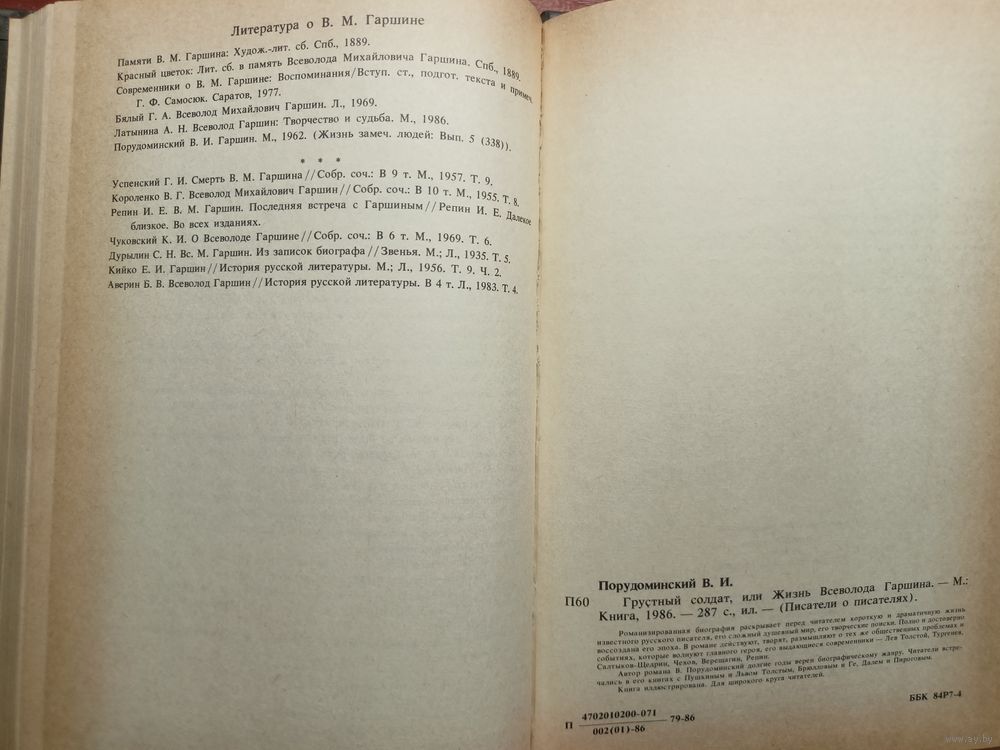 Литература о В. М. Гаршине
Памяти В. М. Гаршина: Худож.-лит. сб. Спб., 1889.
Красный цветок: Лит. сб. в память Всеволода Михайловича Гаршина. Спб., 1889.
Современники о В. М. Гаршине: Воспоминания/Вступ. ст., подгот. текста и примеч.
Г. Ф. Самосюк. Саратов, 1977.
Бялый Г. А. Всеволод Михайлович Гаршин. Л., 1969.
Латынина А. Н. Всеволод Гаршин: Творчество и судьба. М., 1986.
Порудоминский В. И. Гаршин. М., 1962. (Жизнь замеч. людей: Вып. 5 (338)).
* * *
Успенский Г. И. Смерть В. М. Гаршина//Собр. соч.: В 9 т. М., 1957. Т. 9.
Короленко В. Г. Всеволод Михайлович Гаршин//Собр. соч.: В 10 т. М., 1955. Т. 8.
Репин И. Е. В. М. Гаршин. Последняя встреча с Гаршиным//Репин И. Е. Далекое
близкое. Во всех изданиях.
Чуковский К. И. О Всеволоде Гаршине//Собр. соч.: В 6 т. М., 1969. Т. 6.
Дурылин С. Н. Вс. М. Гаршин. Из записок биографа//Звенья. М.; Л., 1935. Т. 5.
Кийко Е. И. Гаршин//История русской литературы. М.; Л., 1956. Т. 9. Ч. 2.
Аверин Б. В. Всеволод Гаршин//История русской литературы. В 4 т. Л., 1983. Т. 4.
Порудоминский В. И.
П60 Грустный солдат, или Жизнь Всеволода Гаршина. — М.:
Книга, 1986. — 287 с., ил. — (Писатели о писателях).
Романизированная биография раскрывает перед читателем короткую и драматичную жизнь
известного русского писателя, его сложный душевный мир, его творческие поиски. Полно и достоверно
воссоздана его эпоха. В романе действуют, творят, размышляют о тех же общественных проблемах и
событиях, которые волнуют главного героя, его выдающиеся современники — Лев Толстой, Тургенев,
Салтыков-Щедрин, Чехов, Верещагин, Репин.
Автор романа В. Порудоминский долгие годы верен биографическому жанру. Читатели встре-
чались в его книгах с Пушкиным и Львом Толстым, Брюлловым и Ге, Далем и Пироговым.
Книга иллюстрирована. Для широкого круга читателей.
П 4702010200-071
002(01)-86 79-86
ББК 84Р7-4
www.ay.by